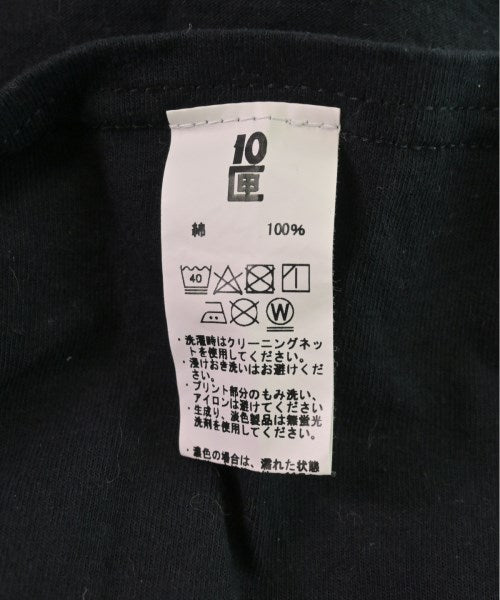 10
匣
綿 100%
40
W
・洗濯時はクリーニングネッ
トを使用してください。
・浸けおき洗いはお避けくだ
さい。
・プリント部分のもみ洗い、
アイロンは避けてください
・生成り、淡色製品は無蛍光
洗剤を使用してください。
・濃色の場合は、濡れた状態